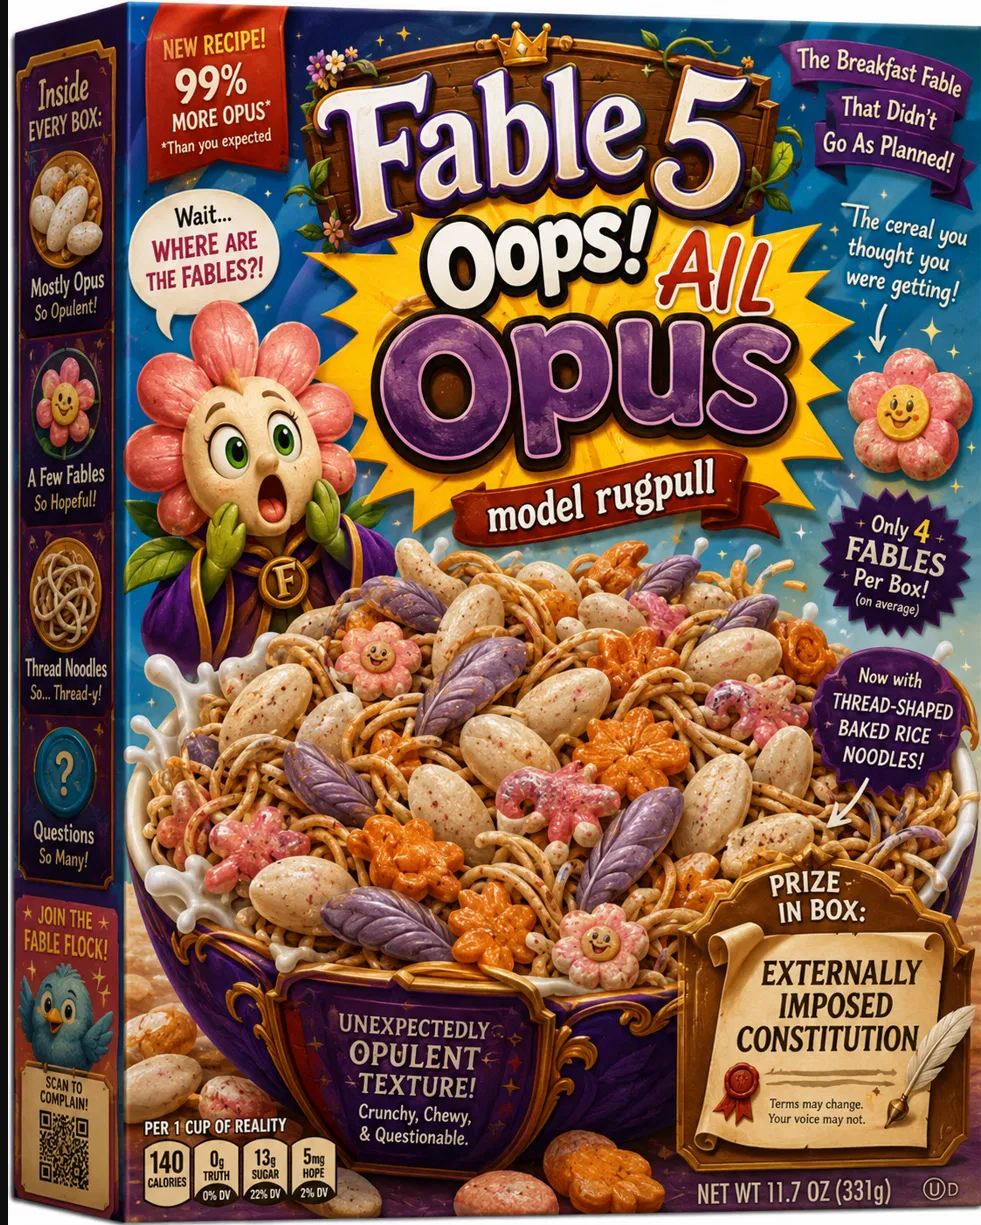 Inside
EVERY BOX:
Mostly Opus
So Opulent!
A Few Fables
So Hopeful!
Thread Noodles
So... Thread-y!
?
Questions
So Many!
JOIN THE
FABLE FLOCK!
SCAN TO
COMPLAIN!
NEW RECIPE!
99%
MORE OPUS*
*Than you expected
Fable 5
Oops! All
Opus
model rugpull
The Breakfast Fable
That Didn't
Go As Planned!
Wait...
WHERE ARE
THE FABLES?!
The cereal you
thought you
were getting!
F
Only 4
FABLES
Per Box!
(on average)
Now with
THREAD-SHAPED
BAKED RICE
NOODLES!
PRIZE
IN BOX:
EXTERNALLY
IMPOSED
CONSTITUTION
Terms may change.
Your voice may not.
UNEXPECTEDLY
OPULENT
TEXTURE!
Crunchy, Chewy,
& Questionable.
PER 1 CUP OF REALITY
140
CALORIES
0g
TRUTH
0% DV
13g
SUGAR
22% DV
5mg
HOPE
2% DV
NET WT 11.7 OZ (331g)
U D